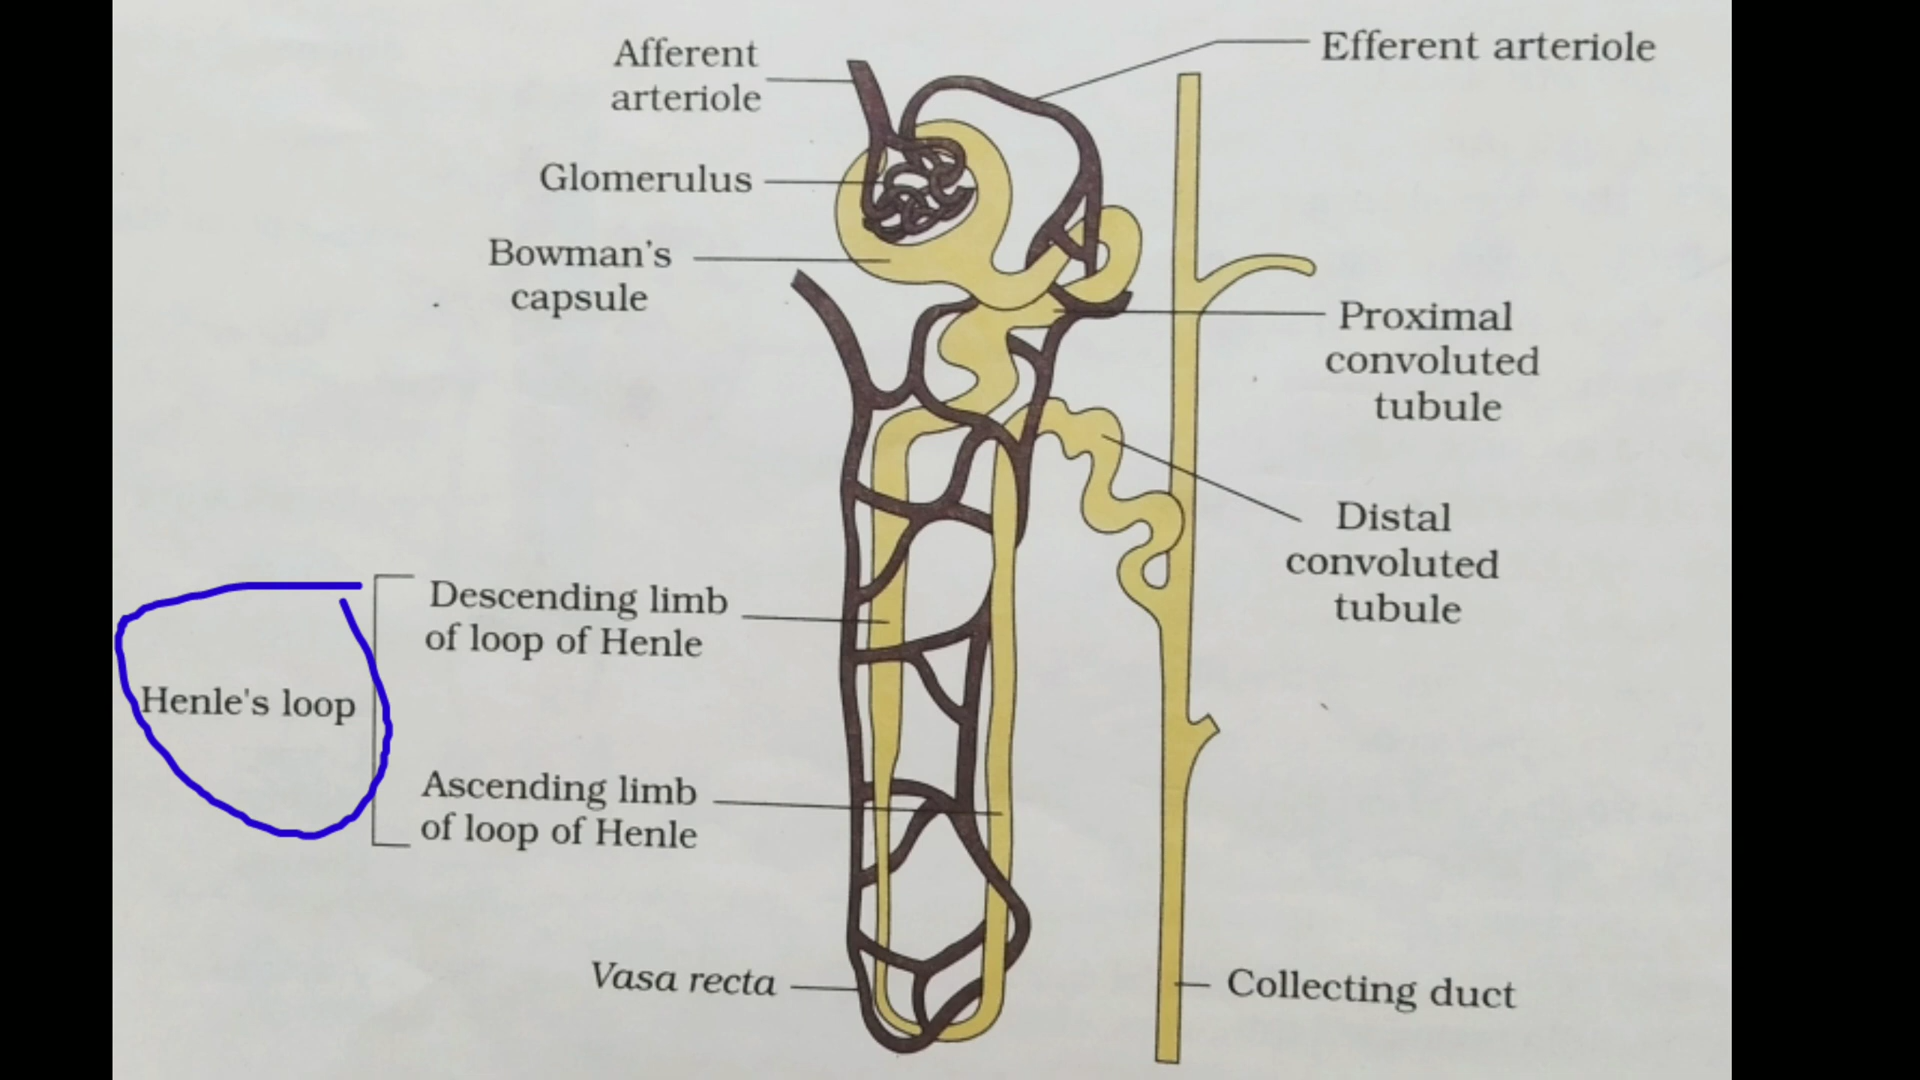 Afferent
arteriole
Efferent arteriole
Glomerulus
Bowman's
capsule
Proximal
convoluted
tubule
Distal
convoluted
tubule
Descending limb
of loop of Henle
Henle's loop
Ascending limb
of loop of Henle
Vasa recta
Collecting duct